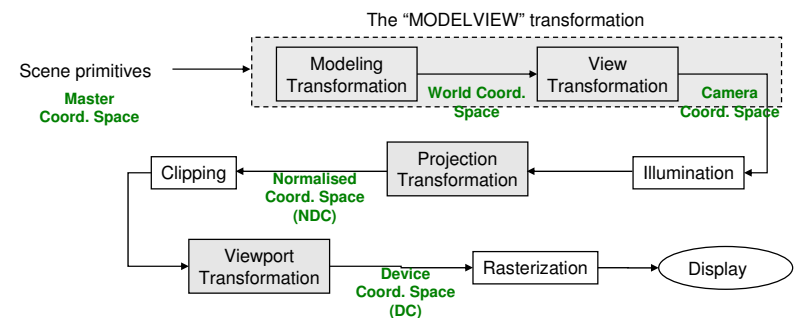 The “MODELVIEW” transformation
Scene primitives
Master
Coord. Space
Modeling
Transformation
World Coord.
Space
View
Transformation
Camera
Coord. Space
Clipping
Normalised
Coord. Space
(NDC)
Projection
Transformation
Illumination
Viewport
Transformation
Device
Coord. Space
(DC)
Rasterization
Display